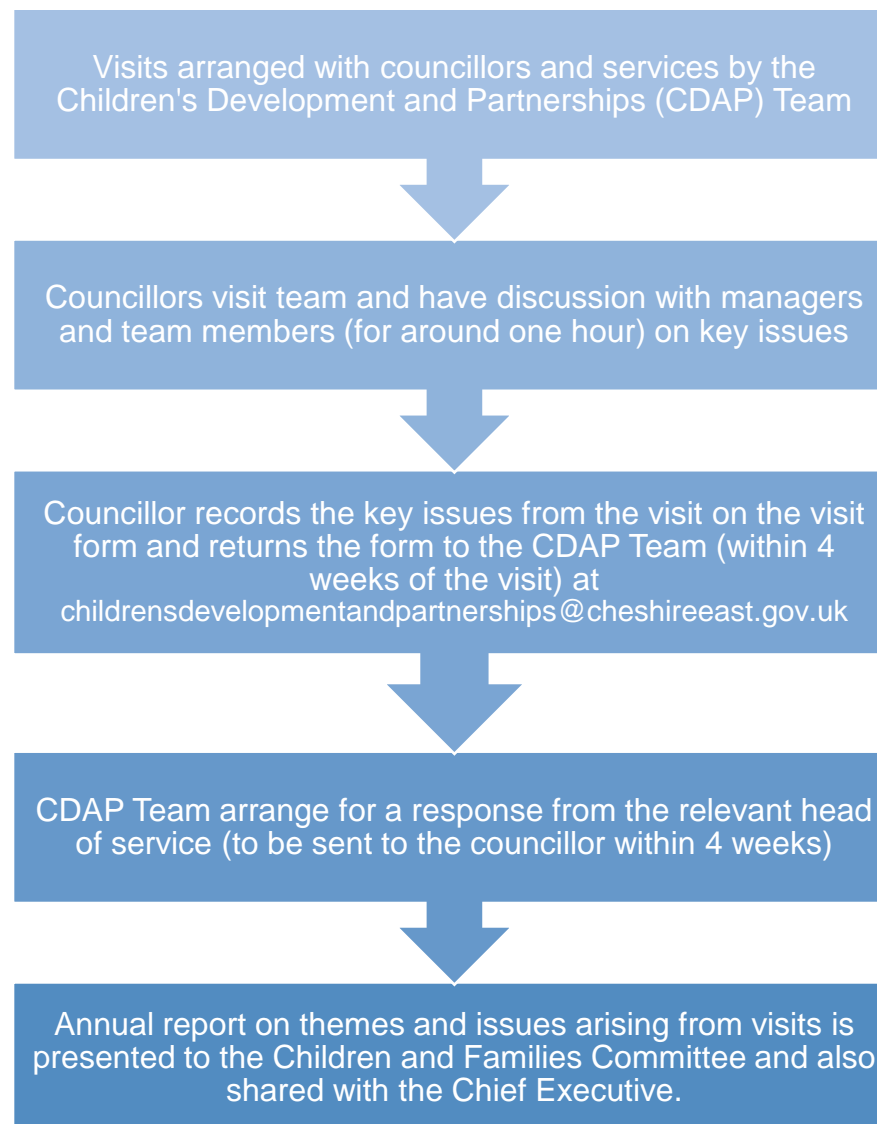 Visits arranged with councillors and services by the
Children's Development and Partnerships (CDAP) Team
Councillors visit team and have discussion with managers
and team members (for around one hour) on key issues
Councillor records the key issues from the visit on the visit
form and returns the form to the CDAP Team (within 4
weeks of the visit) at
childrensdevelopmentandpartnerships@cheshireeast.gov.uk
CDAP Team arrange for a response from the relevant head
of service (to be sent to the councillor within 4 weeks)
Annual report on themes and issues arising from visits is
presented to the Children and Families Committee and also
shared with the Chief Executive.